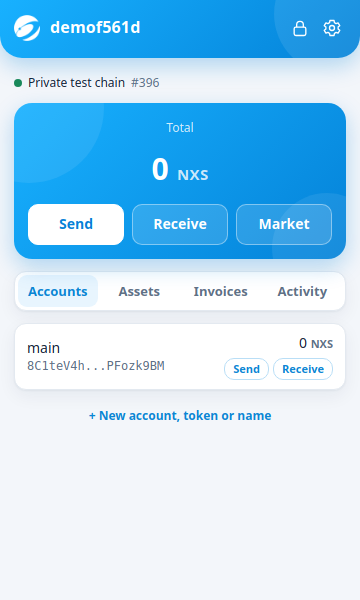 demof561d
Private test chain #396
Total
0 NXS
Send Receive Market
Accounts Assets Invoices Activity
main
8C1teV4h...PFozk9BM
0 NXS
Send Receive
+ New account, token or name